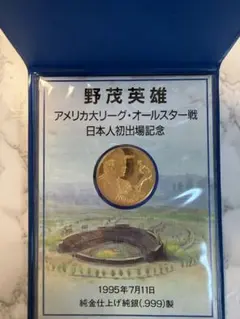 野茂英雄
アメリカ大リーグ・オールスター戦
日本人初出場記念
1995年7月11日
純金仕上げ純銀(.999)製